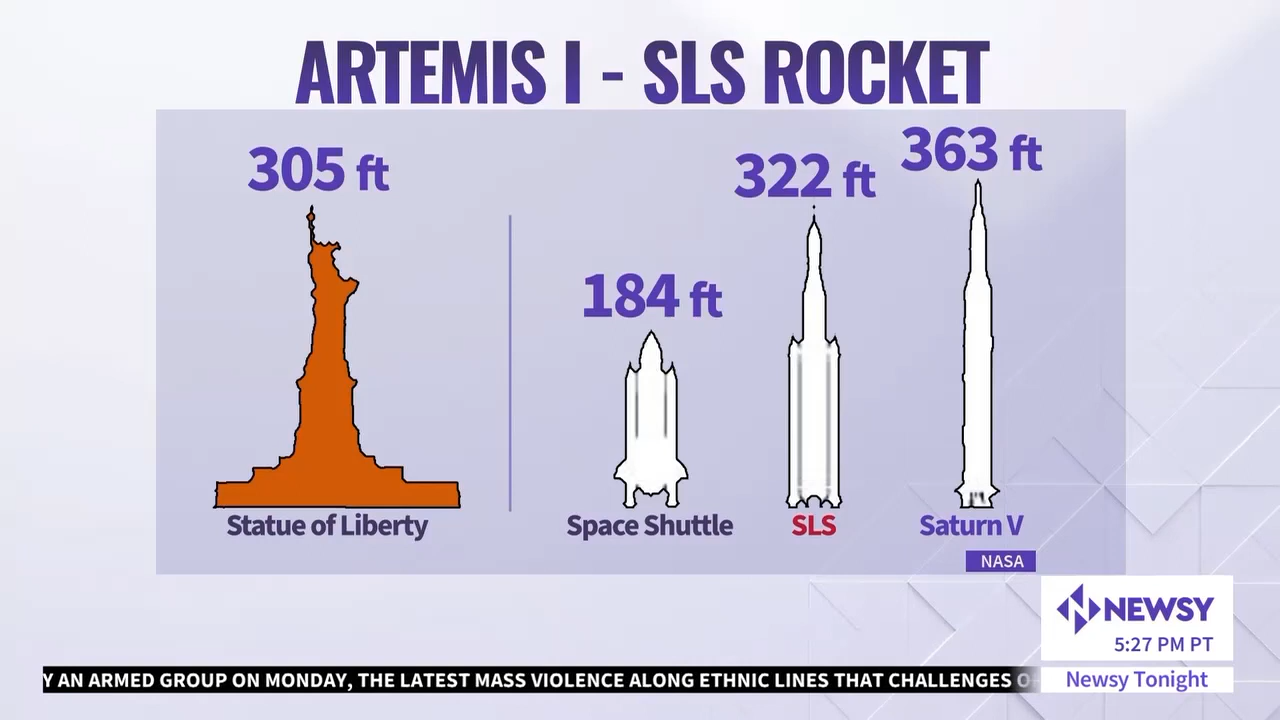 ARTEMIS I - SLS ROCKET
305 ft
184 ft
322 ft
363 ft
Statue of Liberty
Space Shuttle
SLS
Saturn V
NASA
NEWSY
5:27 PM PT
Y AN ARMED GROUP ON MONDAY, THE LATEST MASS VIOLENCE ALONG ETHNIC LINES THAT CHALLENGES
Newsy Tonight